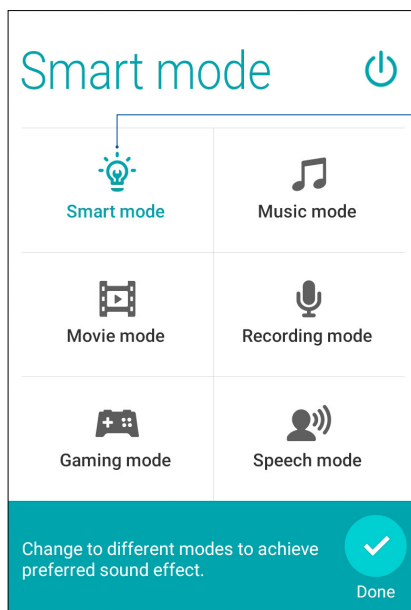 Smart mode
Smart mode
Music mode
Movie mode
Recording mode
Gaming mode
Speech mode
Change to different modes to achieve
preferred sound effect.
Done